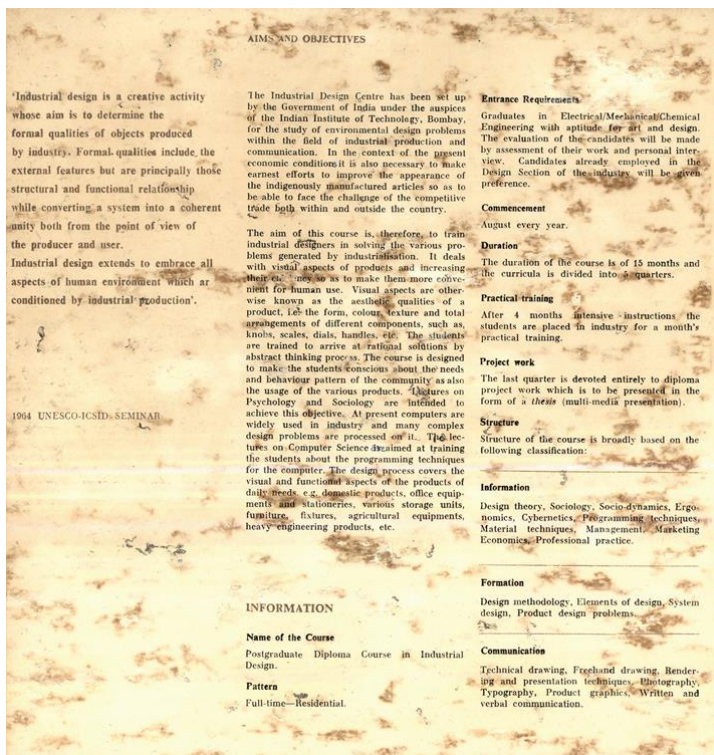 AIMS AND OBJECTIVES
'Industrial design is a creative activity
whose aim is to determine the
formal qualities of objects produced
by industry. Formal qualities include the
external features but are principally those
structural and functional relationship
while converting a system into a coherent
unity both from the point of view of
the producer and user.
Industrial design extends to embrace all
aspects of human environment which ar
conditioned by industrial production'.
1964 UNESCO-ICSID SEMINAR
The Industrial Design Centre has been set up
by the Government of India under the auspices
of the Indian Institute of Technology, Bombay,
for the study of environmental design problems
within the field of industrial production and
communication. In the context of the present
economic conditions it is also necessary to make
earnest efforts to improve the appearance of
the indigenously manufactured articles so as to
be able to face the challenge of the competitive
trade both within and outside the country.
The aim of this course is, therefore, to train
industrial designers in solving the various pro-
blems generated by industrialisation. It deals
with visual aspects of products and increasing
their so as to make them more conve-
nient for human use. Visual aspects are other-
wise known as the aesthetic qualities of a
product, i.e. the form, colour, texture and total
arrangements of different components, such as,
knobs, scales, dials, handles, etc. The students
are trained to arrive at rational solutions by
abstract thinking process. The course is designed
to make the students conscious about the needs
and behaviour pattern of the community as also
the usage of the various products. Lectures on
Psychology and Sociology are intended to
achieve this objective. At present computers are
widely used in industry and many complex
design problems are processed on it. The lec-
tures on Computer Science is aimed at training
the students about the programming techniques
for the computer. The design process covers the
visual and functional aspects of the products of
daily needs. e.g. domestic products, office equip-
ments and stationeries, various storage units,
furniture, fixtures, agricultural equipments,
heavy engineering products, etc.
INFORMATION
Name of the Course
Postgraduate Diploma Course in Industrial
Design.
Pattern
Full-time—Residential.
Entrance Requirements
Graduates in Electrical/Mechanical/Chemical
Engineering with aptitude for art and design.
The evaluation of the candidates will be made
by assessment of their work and personal inter-
view. Candidates already employed in the
Design Section of the industry will be given
preference.
Commencement
August every year.
Duration
The duration of the course is of 15 months and
the curricula is divided into 5 quarters.
Practical training
After 4 months intensive instructions the
students are placed in industry for a month's
practical training.
Project work
The last quarter is devoted entirely to diploma
project work which is to be presented in the
form of a thesis (multi-media presentation).
Structure
Structure of the course is broadly based on the
following classification:
Information
Design theory, Sociology, Socio-dynamics, Ergo-
nomics, Cybernetics, Programming techniques,
Material techniques, Management, Marketing
Economics, Professional practice.
Formation
Design methodology, Elements of design, System
design, Product design problems.
Communication
Technical drawing, Freehand drawing, Render-
ing and presentation techniques, Photography,
Typography, Product graphics, Written and
verbal communication.